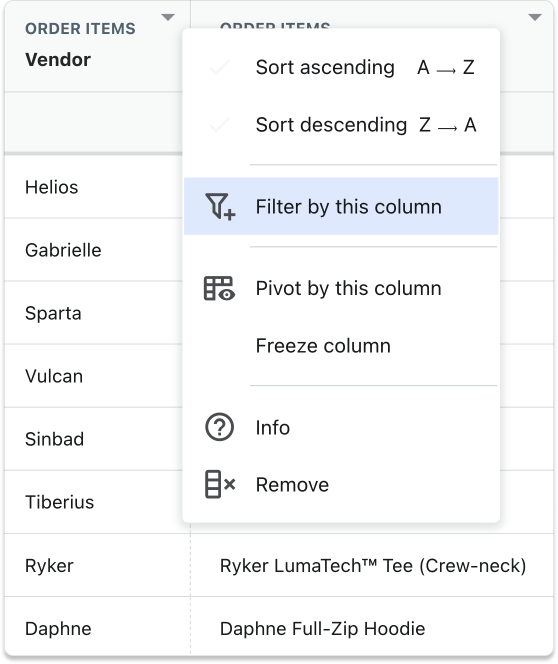 ORDER ITEMS
Vendor
ORDER ITEMS
Sort ascending A → Z
Sort descending Z → A
Filter by this column
Pivot by this column
Freeze column
Info
Remove
Helios
Gabrielle
Sparta
Vulcan
Sinbad
Tiberius
Ryker
Ryker LumaTech™ Tee (Crew-neck)
Daphne
Daphne Full-Zip Hoodie